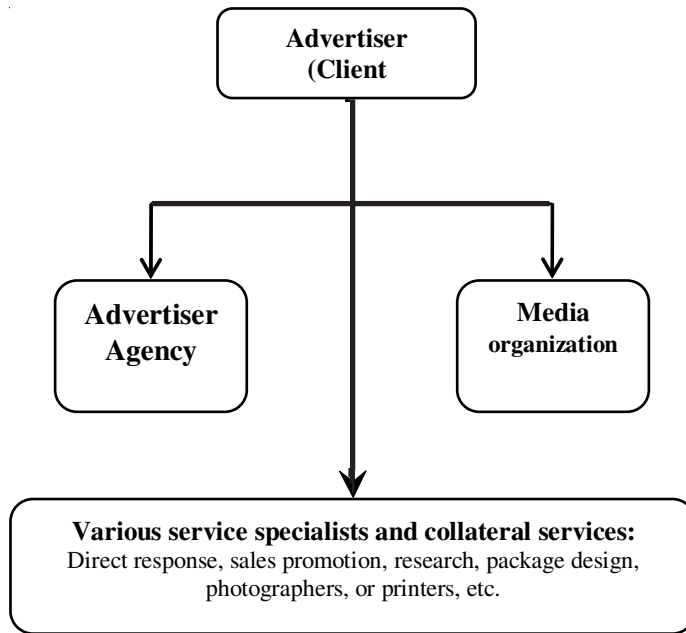 Advertiser
(Client
Advertiser
Agency
Media
organization
Various service specialists and collateral services:
Direct response, sales promotion, research, package design,
photographers, or printers, etc.